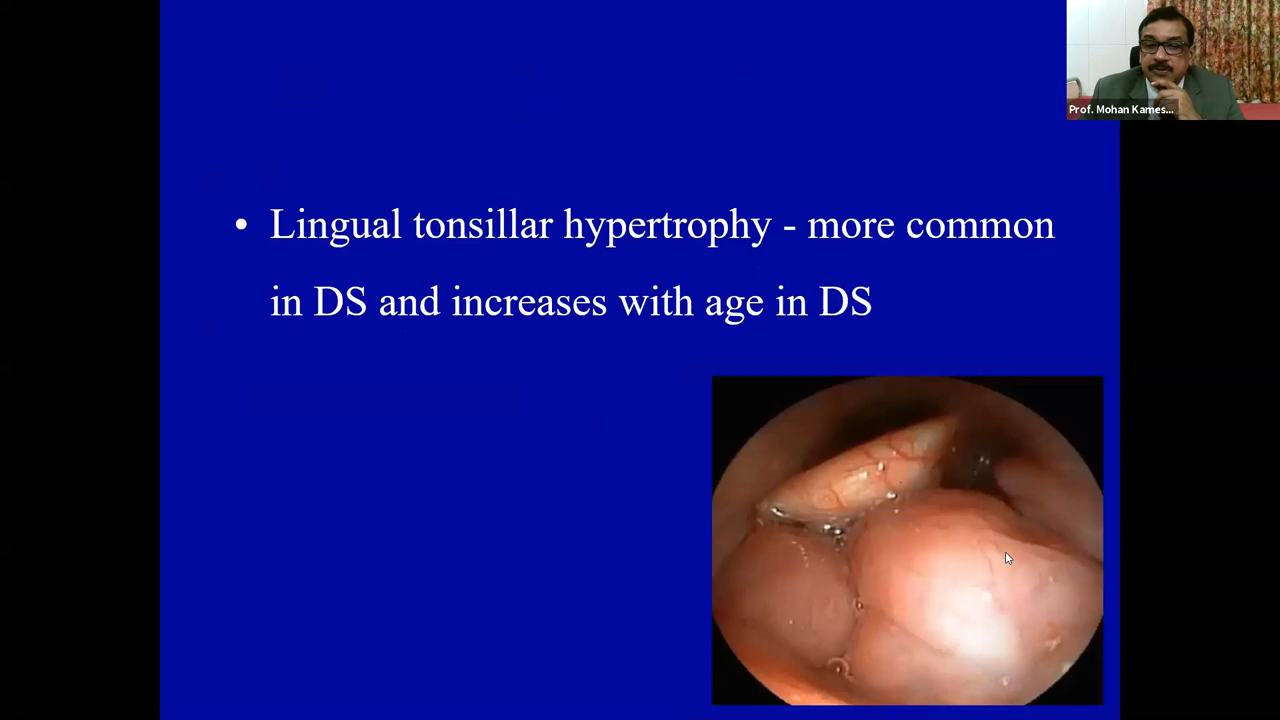 Prof. Mohan Kames...
• Lingual tonsillar hypertrophy - more common
in DS and increases with age in DS